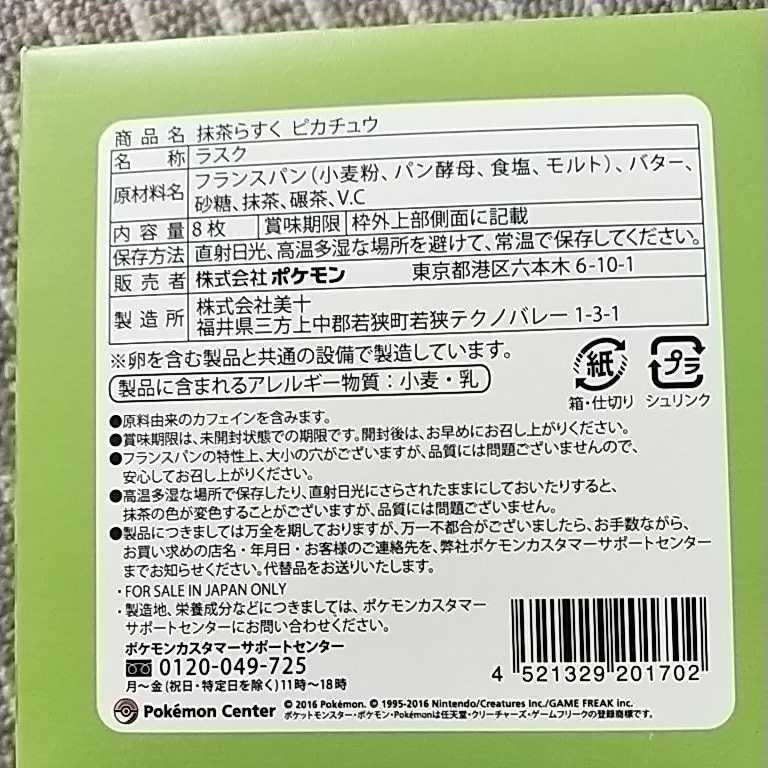 商品名 抹茶らすく ピカチュウ
名称 ラスク
原材料名 フランスパン(小麦粉、パン酵母、食塩、モルト)、バター、
砂糖、抹茶、碾茶、V.C
内容量 8枚 賞味期限 枠外上部側面に記載
保存方法 直射日光、高温多湿な場所を避けて、常温で保存してください。
販売者 株式会社ポケモン 東京都港区六本木6-10-1
製造所 株式会社美十
福井県三方上中郡若狭町若狭テクノバレー1-3-1
※卵を含む製品と共通の設備で製造しています。
製品に含まれるアレルギー物質:小麦・乳
紙 プラ
箱・仕切り シュリンク
●原料由来のカフェインを含みます。
●賞味期限は、未開封状態での期限です。開封後は、お早めにお召し上がりください。
●フランスパンの特性上、大小の穴がございますが、品質には問題ございませんので、
安心してお召し上がりください。
●高温多湿な場所で保存したり、直射日光にさらされたままにしておいたりすると、
抹茶の色が変色することがございますが、品質には問題ございません。
●製品につきましては万全を期しておりますが、万一不都合がございましたら、お手数ながら、
お買い求めの店名・年月日・お客様のご連絡先を、弊社ポケモンカスタマーサポートセンター
までお知らせください。代替品をお送りいたします。
・FOR SALE IN JAPAN ONLY
・製造地、栄養成分などにつきましては、ポケモンカスタマー
サポートセンターにお問い合わせください。
ポケモンカスタマーサポートセンター
0120-049-725
月～金(祝日・特定日を除く)11時～18時
4 521329 201702
Pokémon Center
© 2016 Pokémon. © 1995-2016 Nintendo/Creatures Inc./GAME FREAK inc.
ポケットモンスター・ポケモン・Pokémonは任天堂・クリーチャーズ・ゲームフリークの登録商標です。